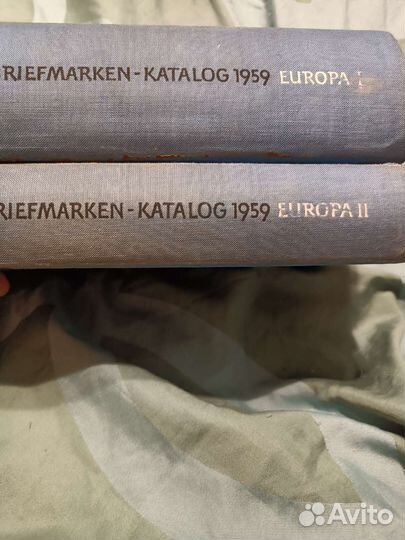 RIEFMARKEN-KATALOG 1959 EUROPA I
RIEFMARKEN-KATALOG 1959 EUROPA II
Avito